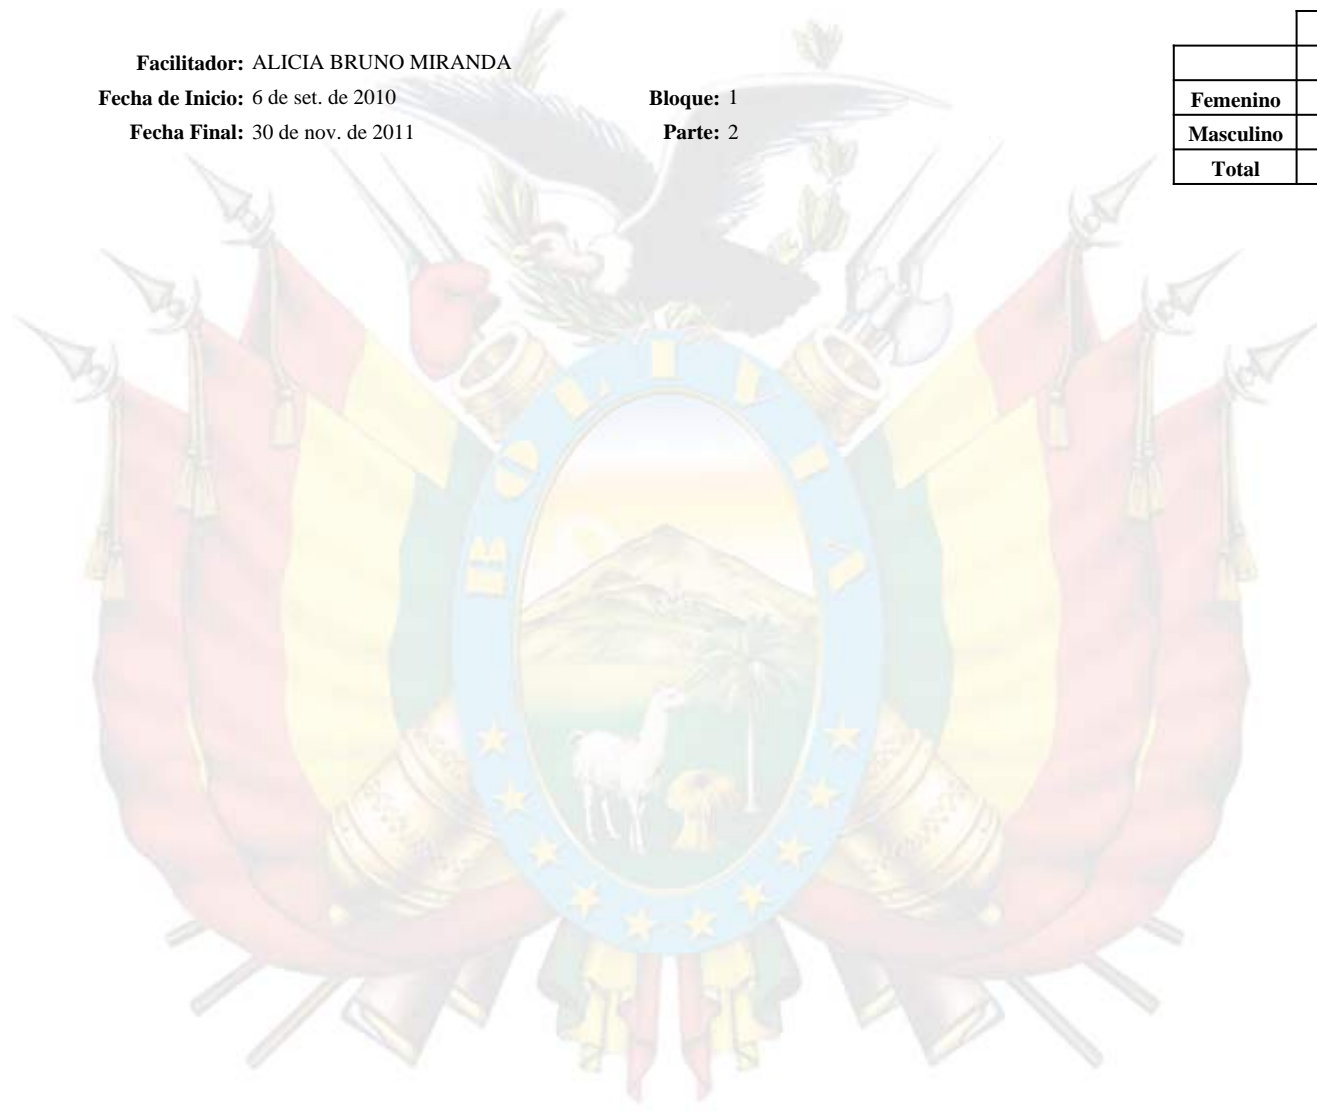 Facilitador: ALICIA BRUNO MIRANDA
Fecha de Inicio: 6 de set. de 2010 Bloque: 1
Fecha Final: 30 de nov. de 2011 Parte: 2
Femenino
Masculino
Total
BOLIVIA